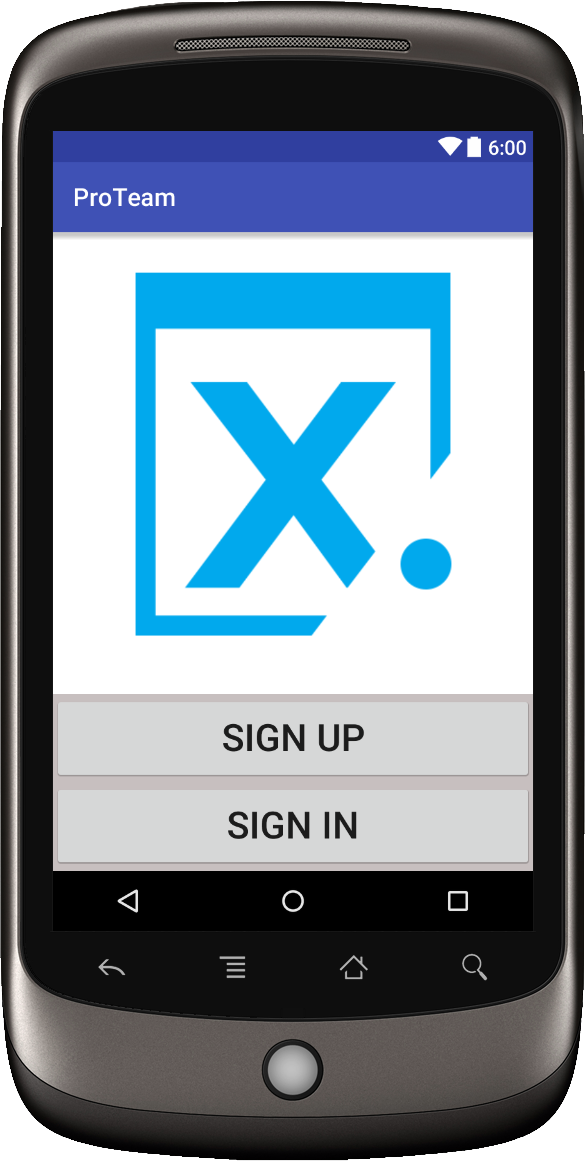 6:00
ProTeam
X.
SIGN UP
SIGN IN